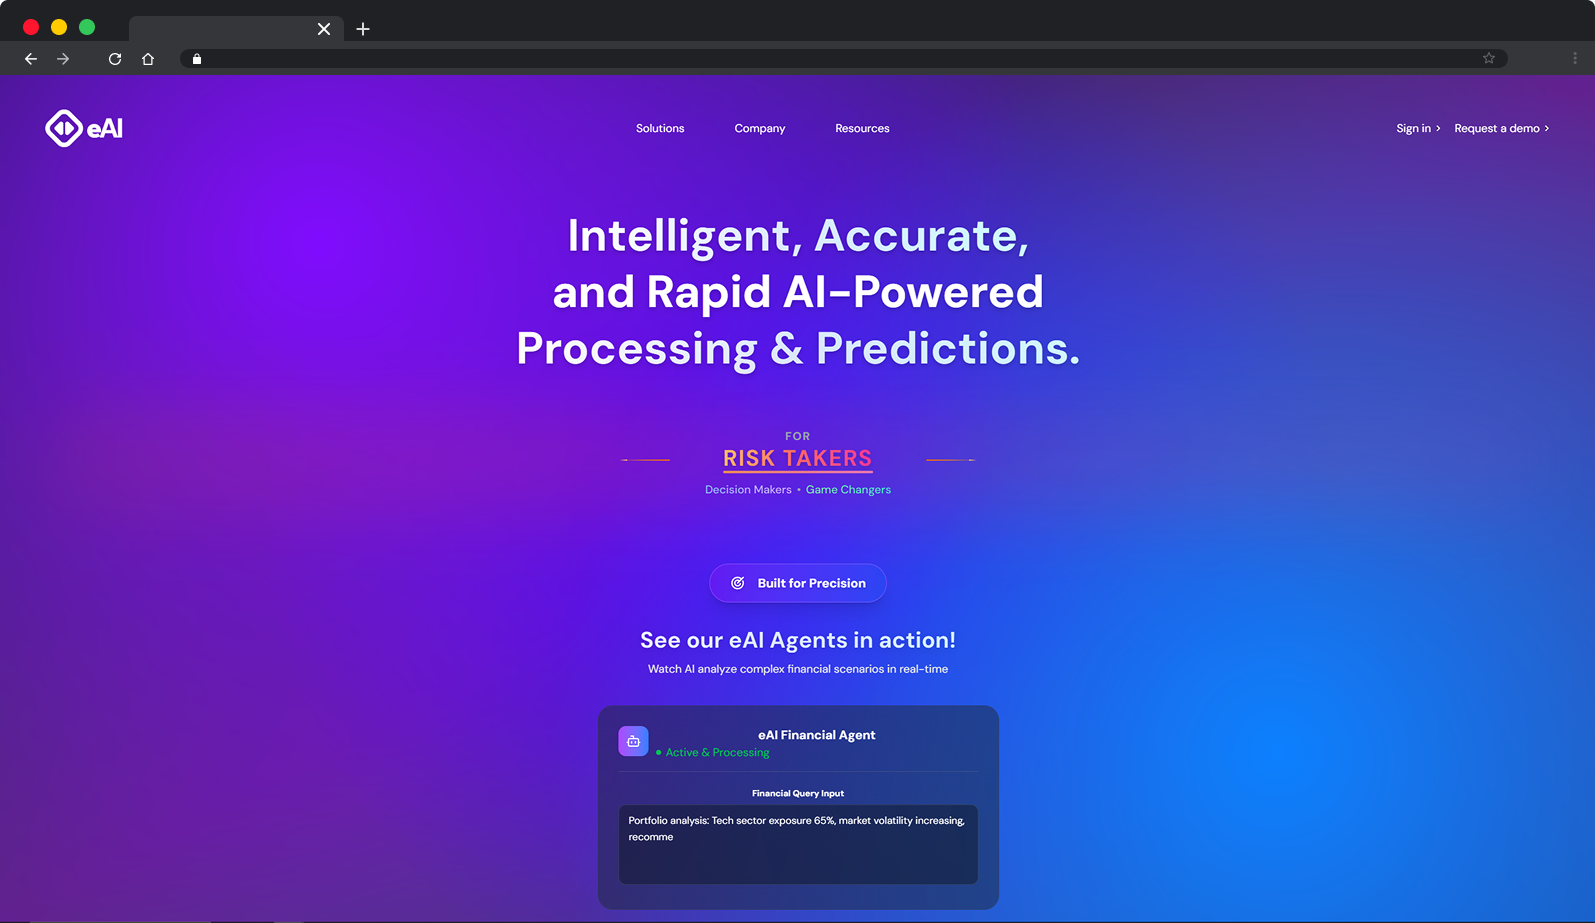 eAI
Solutions
Company
Resources
Sign in
Request a demo
Intelligent, Accurate,
and Rapid AI-Powered
Processing & Predictions.
FOR
RISK TAKERS
Decision Makers • Game Changers
Built for Precision
See our eAI Agents in action!
Watch AI analyze complex financial scenarios in real-time
eAI Financial Agent
Active & Processing
Financial Query Input
Portfolio analysis: Tech sector exposure 65%, market volatility increasing,
recomme